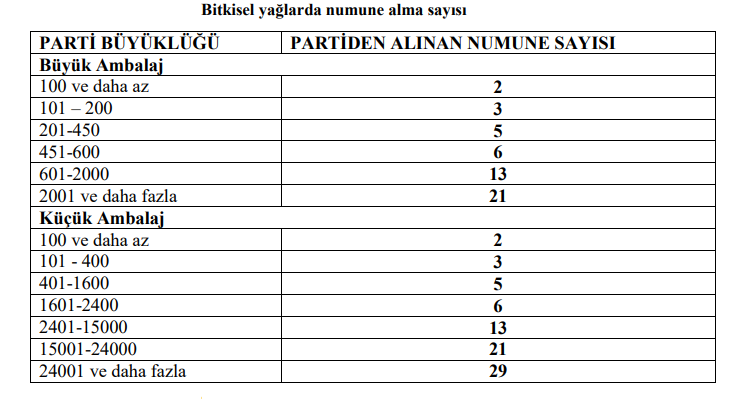 Bitkisel yağlarda numune alma sayısı
PARTİ BÜYÜKLÜĞÜ PARTİDEN ALINAN NUMUNE SAYISI
Büyük Ambalaj
100 ve daha az 2
101 – 200 3
201-450 5
451-600 6
601-2000 13
2001 ve daha fazla 21
Küçük Ambalaj
100 ve daha az 2
101 - 400 3
401-1600 5
1601-2400 6
2401-15000 13
15001-24000 21
24001 ve daha fazla 29